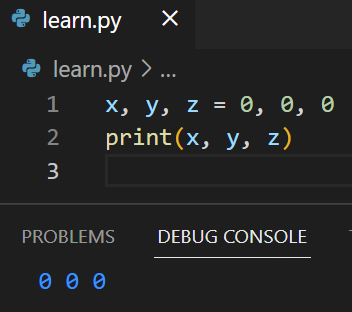 learn.py ×
learn.py > ...
1 x, y, z = 0, 0, 0
2 print(x, y, z)
3
PROBLEMS DEBUG CONSOLE
0 0 0